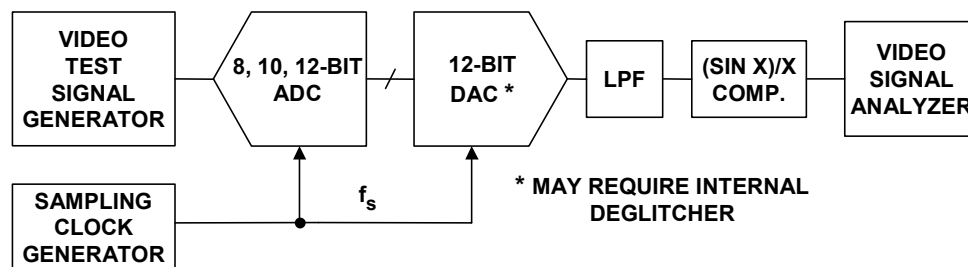 VIDEO
TEST
SIGNAL
GENERATOR
8, 10, 12-BIT
ADC
12-BIT
DAC *
LPF
(SIN X)/X
COMP.
VIDEO
SIGNAL
ANALYZER
SAMPLING
CLOCK
GENERATOR
fs
* MAY REQUIRE INTERNAL
DEGLITCHER